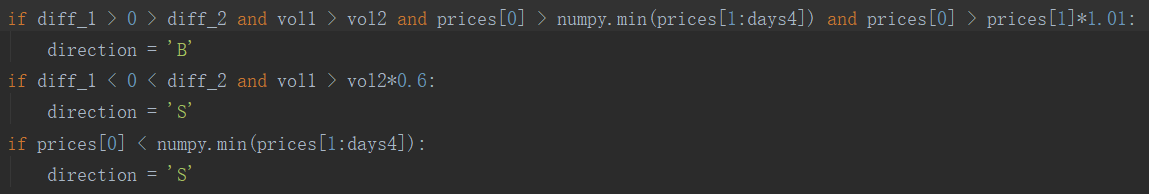 if diff_1 > 0 > diff_2 and vol1 > vol2 and prices[0] > numpy.min(prices[1:days4]) and prices[0] > prices[1]*1.01:
    direction = 'B'
if diff_1 < 0 < diff_2 and vol1 > vol2*0.6:
    direction = 'S'
if prices[0] < numpy.min(prices[1:days4]):
    direction = 'S'